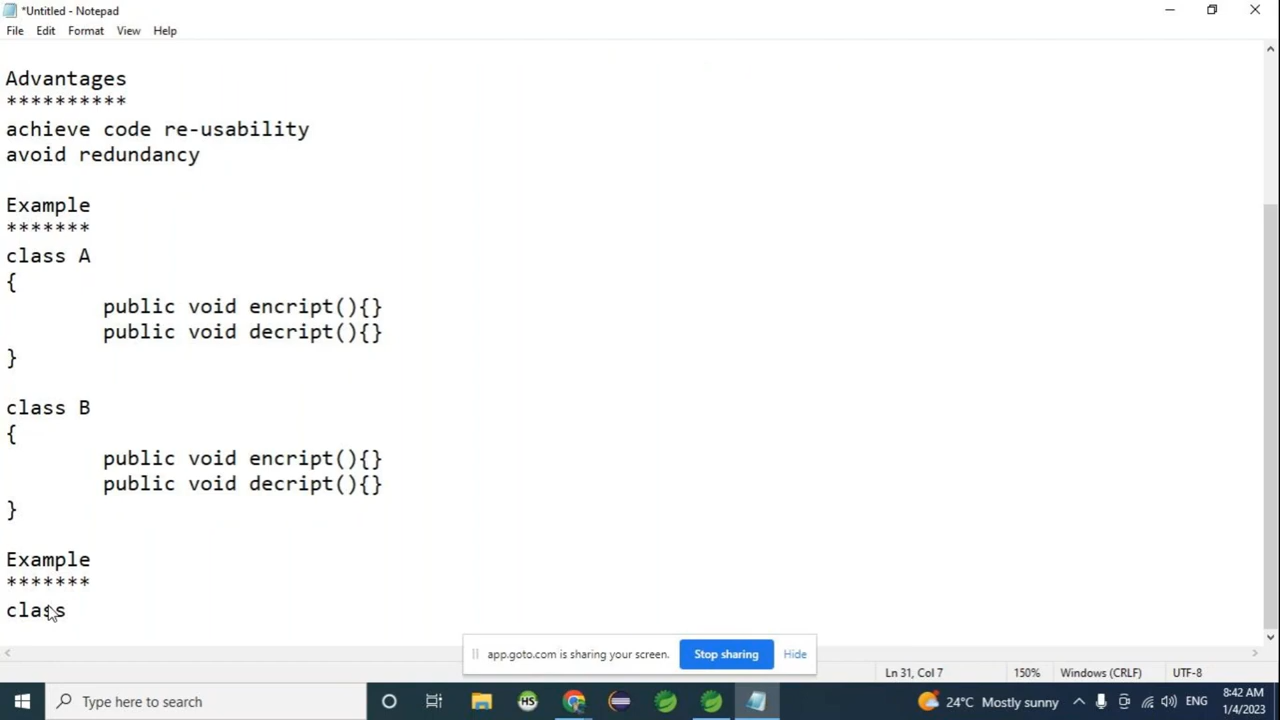 *Untitled - Notepad
File Edit Format View Help
Advantages
**********
achieve code re-usability
avoid redundancy
Example
*******
class A
{
public void encript(){}
public void decript(){}
}
class B
{
public void encript(){}
public void decript(){}
}
Example
*******
class
app.goto.com is sharing your screen. Stop sharing Hide
Ln 31, Col 7 150% Windows (CRLF) UTF-8
Type here to search HS 24°C Mostly sunny ENG 8:42 AM
1/4/2023